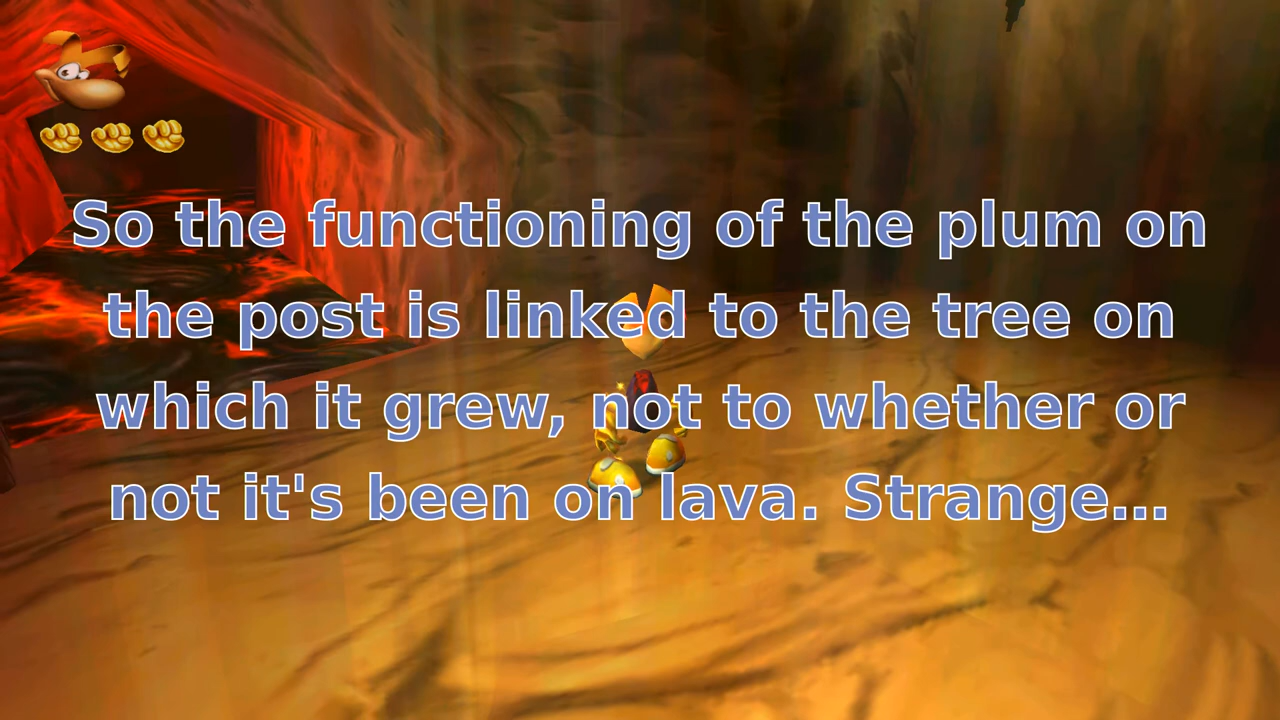 So the functioning of the plum on
the post is linked to the tree on
which it grew, not to whether or
not it's been on lava. Strange...